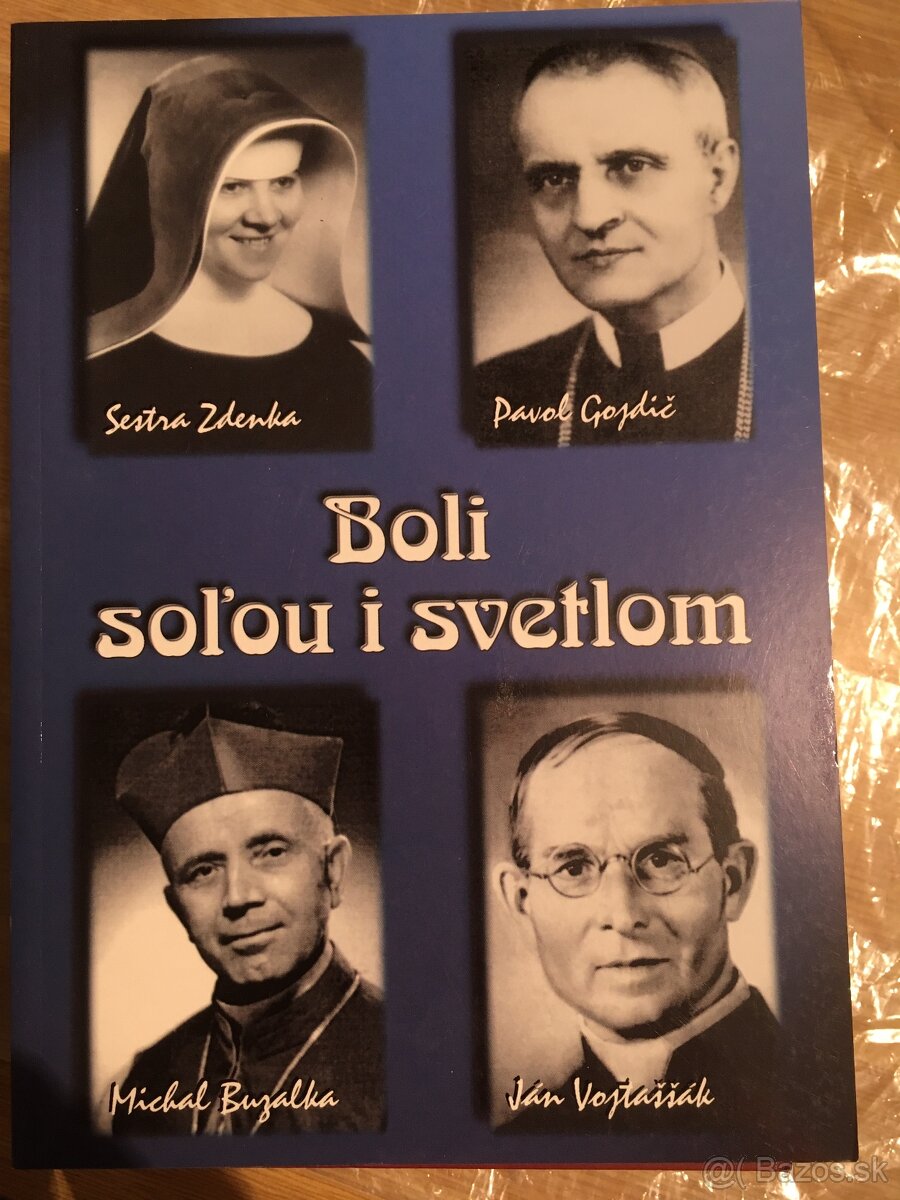 Sestra Zdenka
Pavol Gojdič
Boli
soľou i svetlom
Michal Buzalka
Ján Vojtaššák
@( Bazos.sk